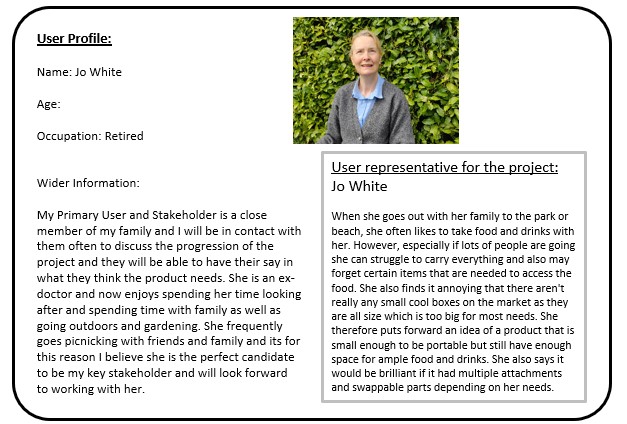 User Profile:
Name: Jo White
Age:
Occupation: Retired
Wider Information:
My Primary User and Stakeholder is a close
member of my family and I will be in contact with
them often to discuss the progression of the
project and they will be able to have their say in
what they think the product needs. She is an ex-
doctor and now enjoys spending her time looking
after and spending time with family as well as
going outdoors and gardening. She frequently
goes picnicking with friends and family and its for
this reason I believe she is the perfect candidate
to be my key stakeholder and will look forward
to working with her.
User representative for the project:
Jo White
When she goes out with her family to the park or
beach, she often likes to take food and drinks with
her. However, especially if lots of people are going
she can struggle to carry everything and also may
forget certain items that are needed to access the
food. She also finds it annoying that there aren't
really any small cool boxes on the market as they
are all size which is too big for most needs. She
therefore puts forward an idea of a product that is
small enough to be portable but still have enough
space for ample food and drinks. She also says it
would be brilliant if it had multiple attachments
and swappable parts depending on her needs.